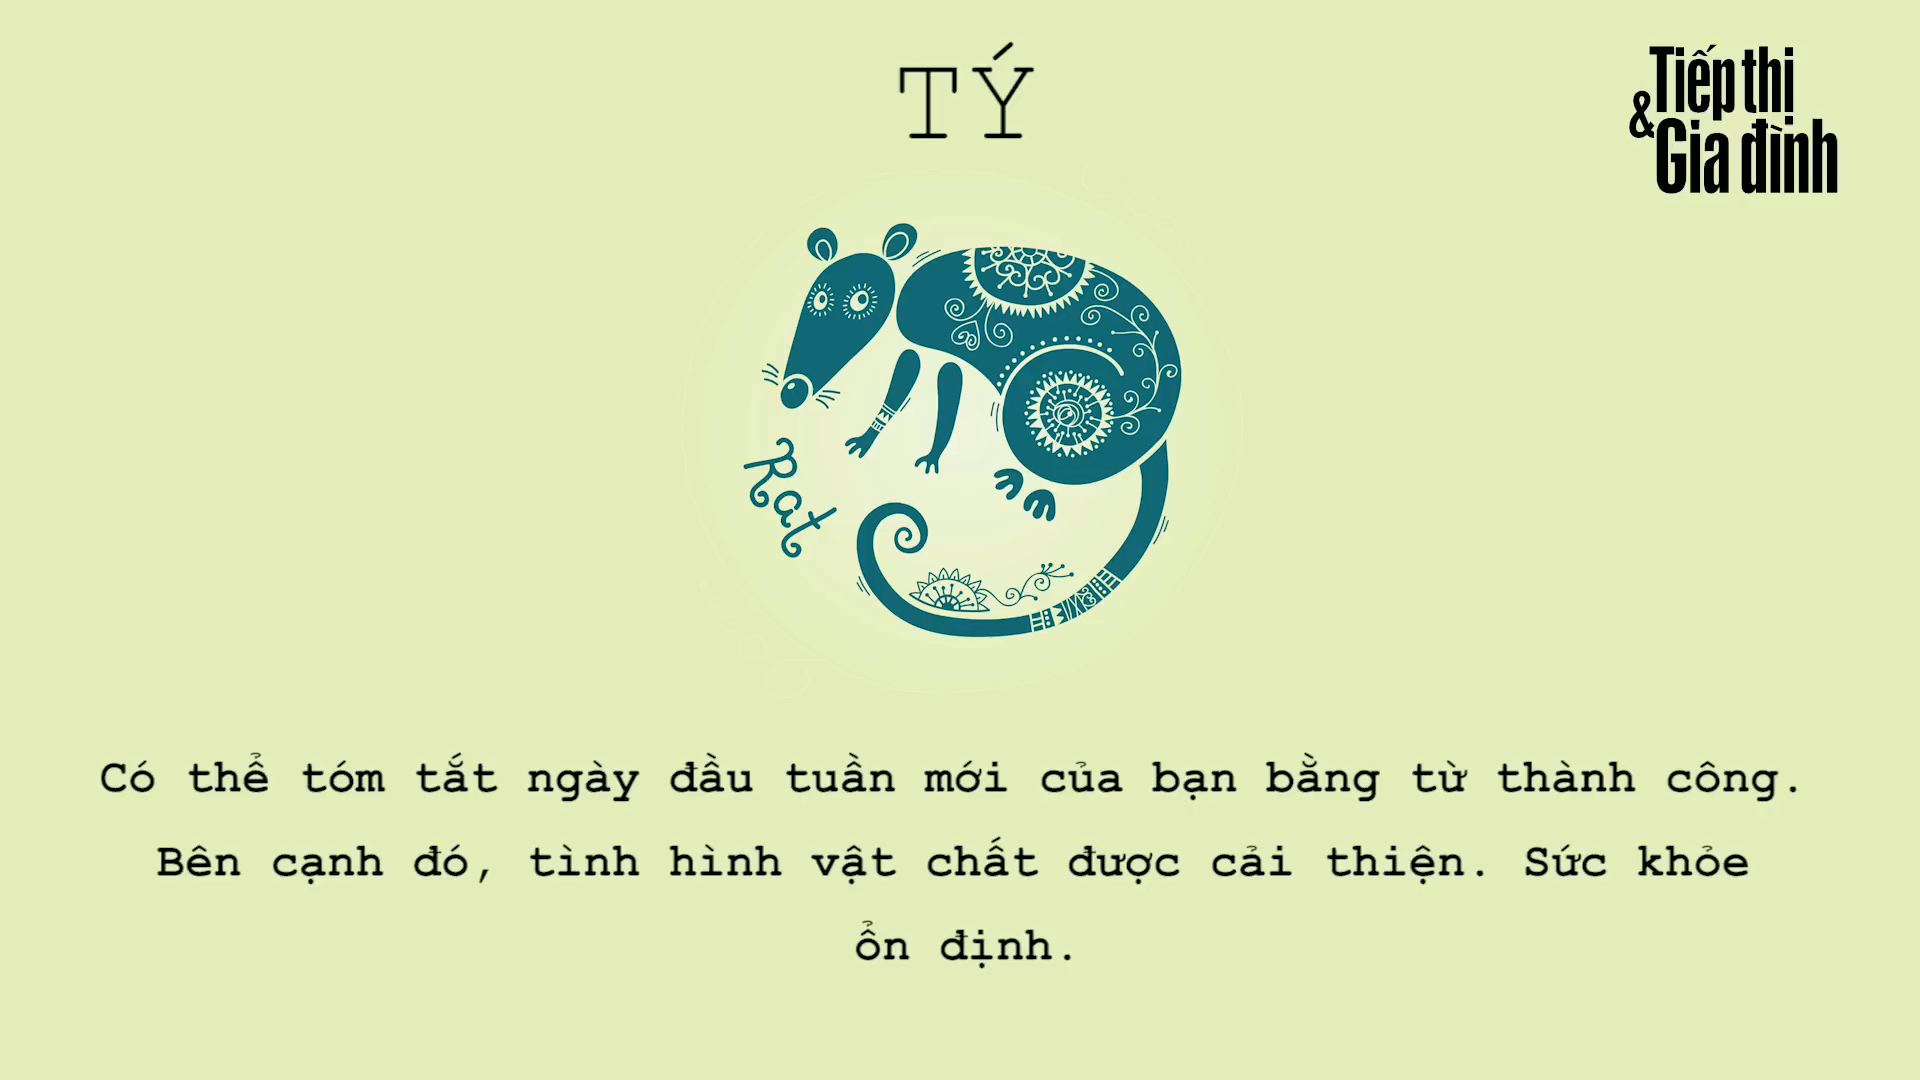 TÝ
Tiếp thị
& Gia đình
Rat
Có thể tóm tắt ngày đầu tuần mới của bạn bằng từ thành công.
Bên cạnh đó, tình hình vật chất được cải thiện. Sức khỏe
ổn định.